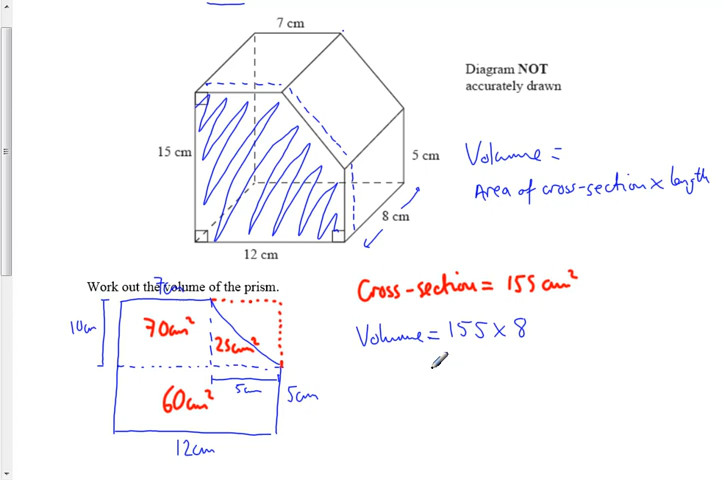 7 cm
Diagram NOT
accurately drawn
15 cm
5 cm
Volume =
Area of cross-section × length
8 cm
12 cm
Work out the volume of the prism.
7cm
Cross-section = 155 cm²
10cm
70cm²
25cm²
Volume = 155 × 8
5cm
5cm
60cm²
12cm